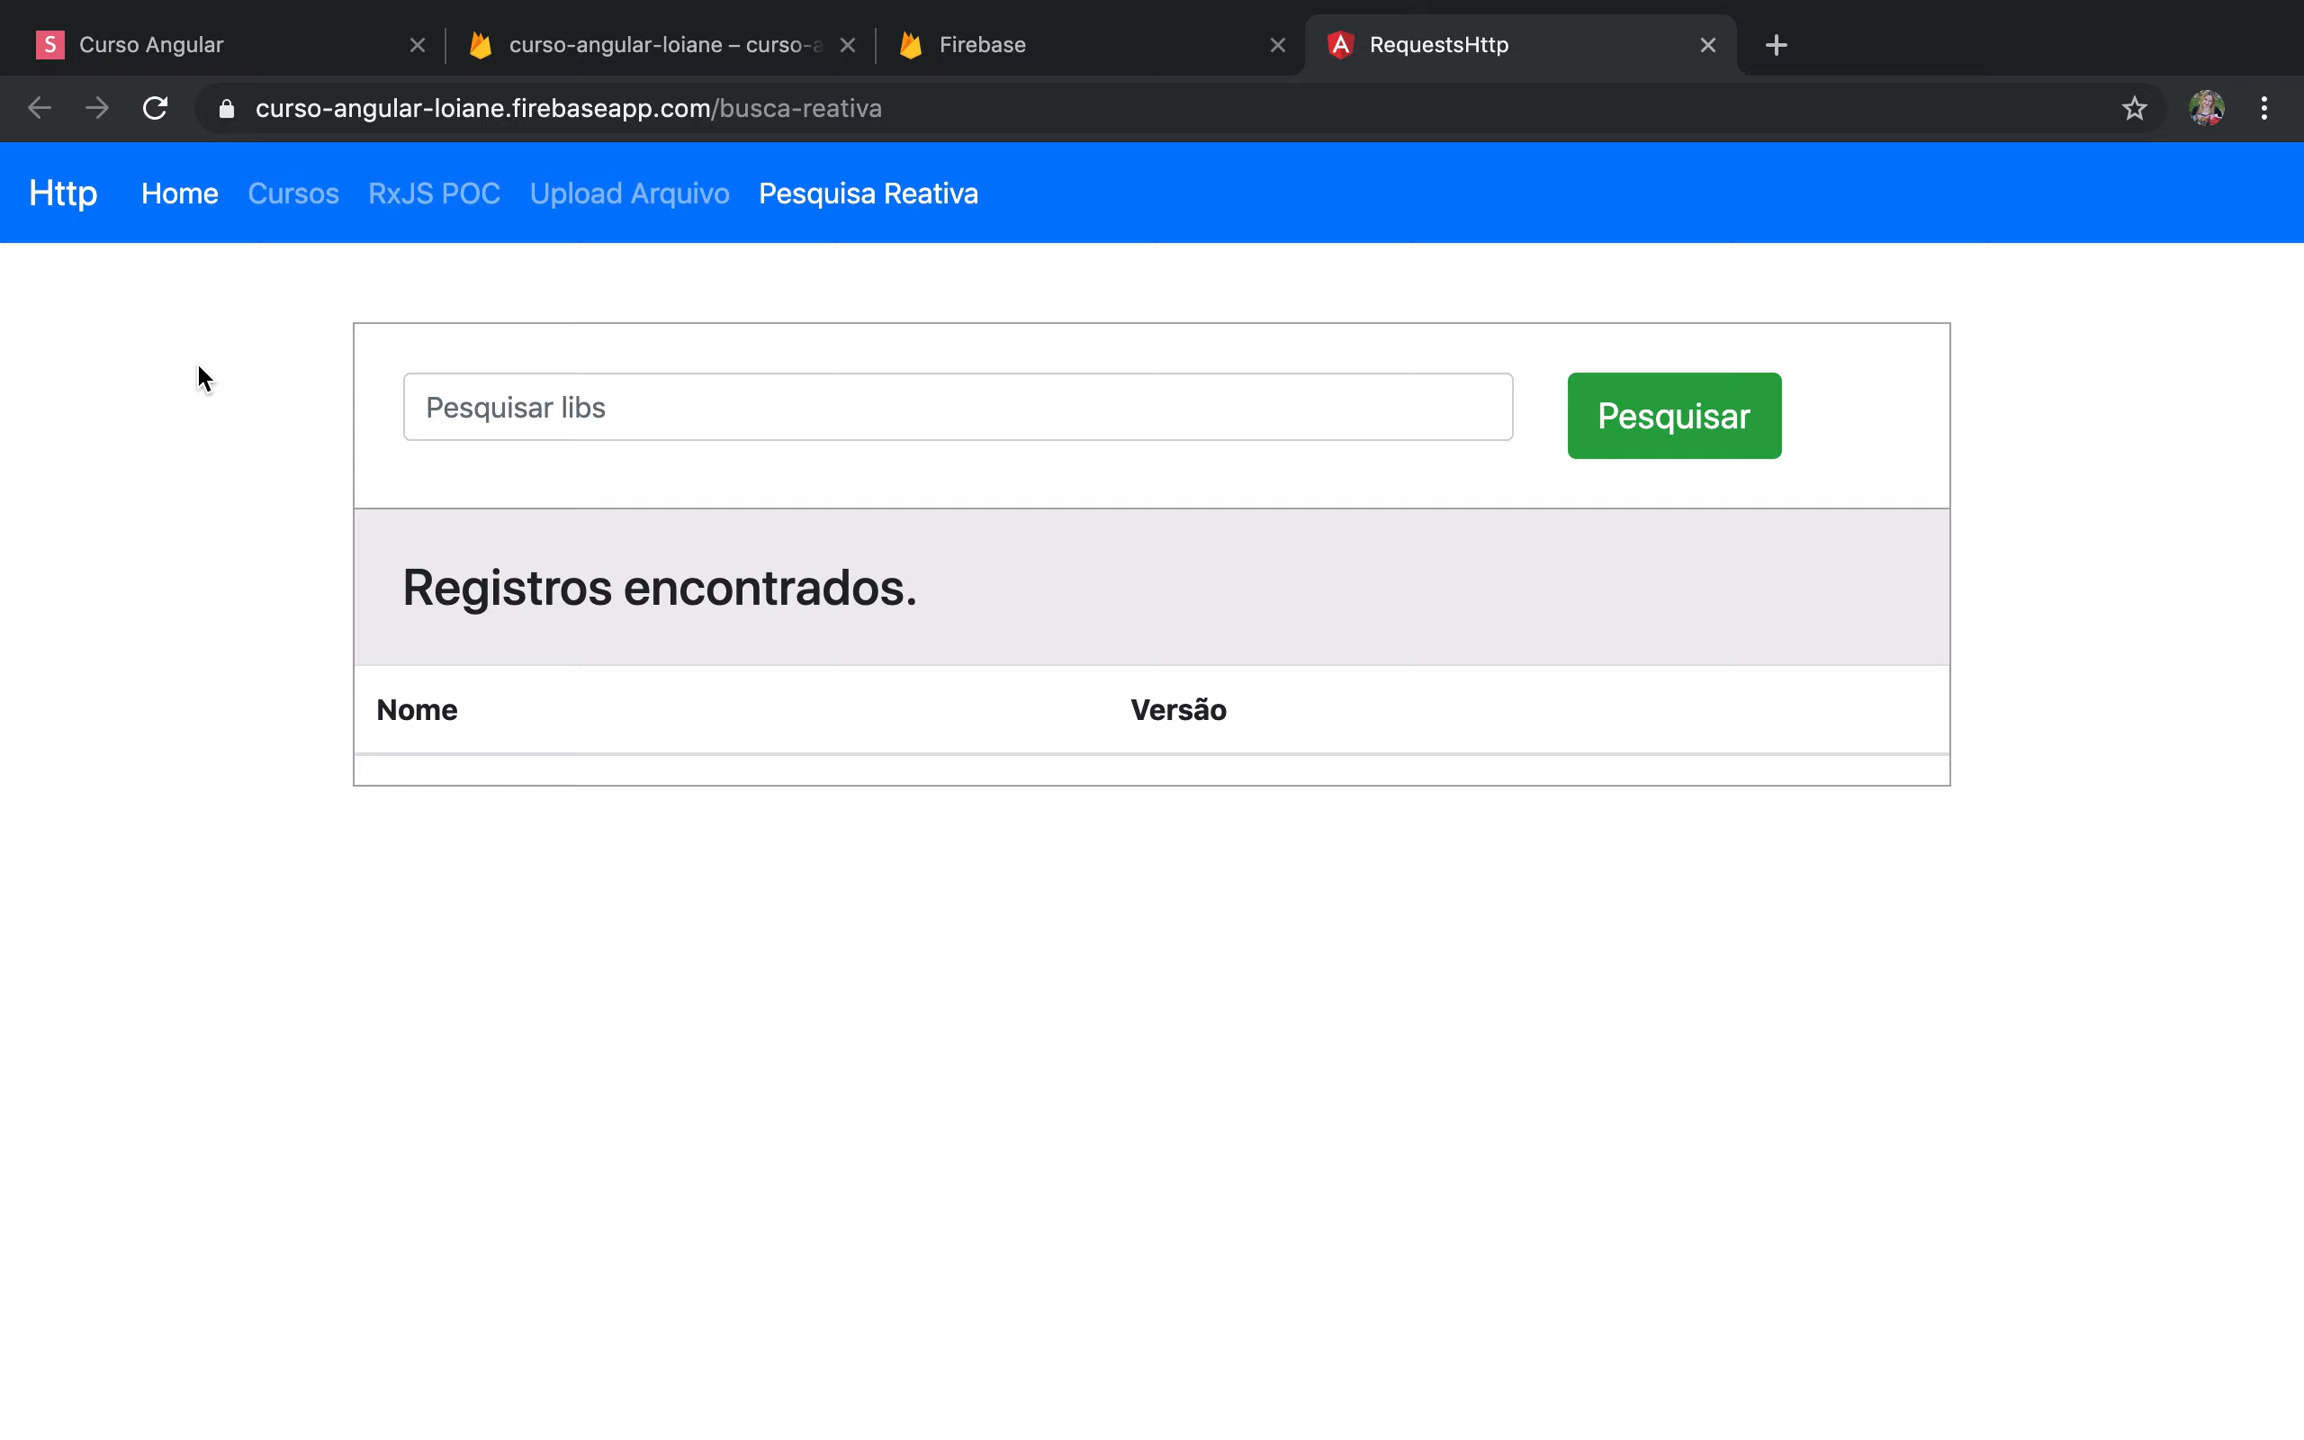 S Curso Angular
curso-angular-loiane – curso-a
Firebase
RequestsHttp
curso-angular-loiane.firebaseapp.com/busca-reativa
Http Home Cursos RxJS POC Upload Arquivo Pesquisa Reativa
Pesquisar libs
Pesquisar
Registros encontrados.
Nome Versão